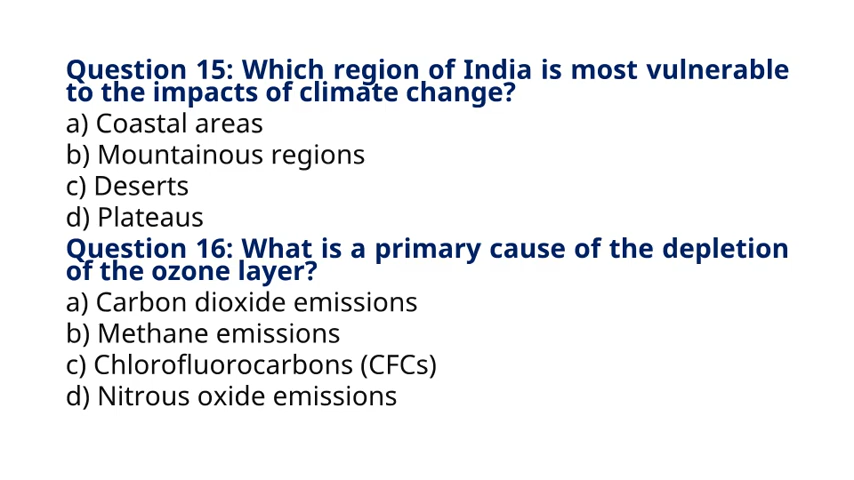 Question 15: Which region of India is most vulnerable
to the impacts of climate change?
a) Coastal areas
b) Mountainous regions
c) Deserts
d) Plateaus
Question 16: What is a primary cause of the depletion
of the ozone layer?
a) Carbon dioxide emissions
b) Methane emissions
c) Chlorofluorocarbons (CFCs)
d) Nitrous oxide emissions